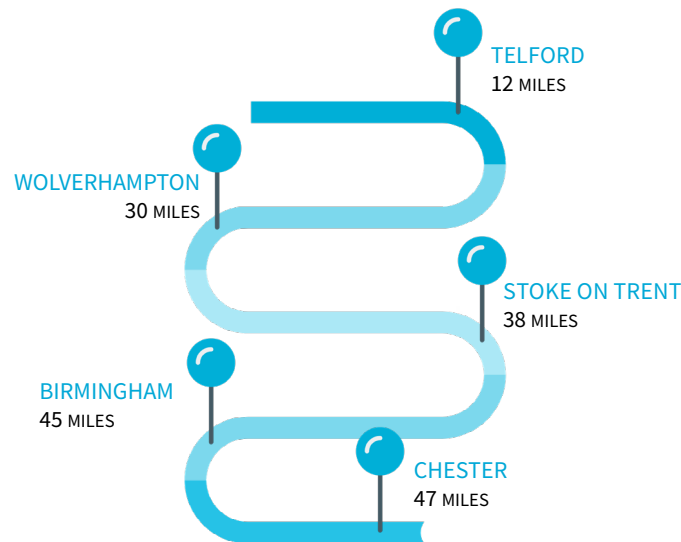 TELFORD
12 MILES
WOLVERHAMPTON
30 MILES
STOKE ON TRENT
38 MILES
BIRMINGHAM
45 MILES
CHESTER
47 MILES